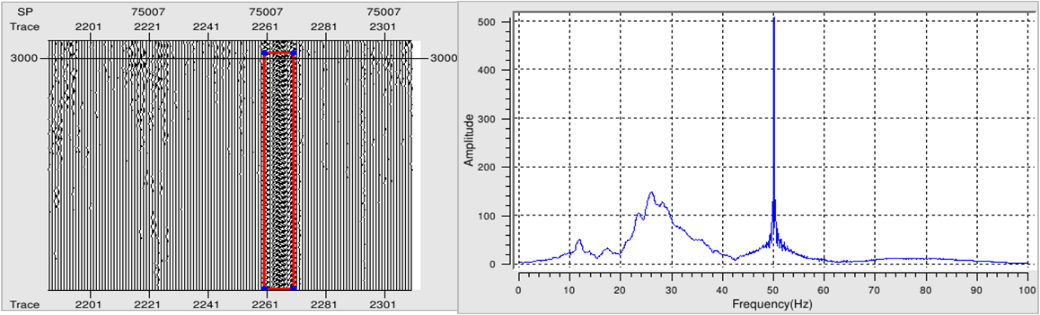 SP 75007 75007 75007
Trace 2201 2221 2241 2261 2281 2301
3000 3000
Trace 2201 2221 2241 2261 2281 2301
500
400
300
200
100
0
Amplitude
0 10 20 30 40 50 60 70 80 90 100
Frequency(Hz)